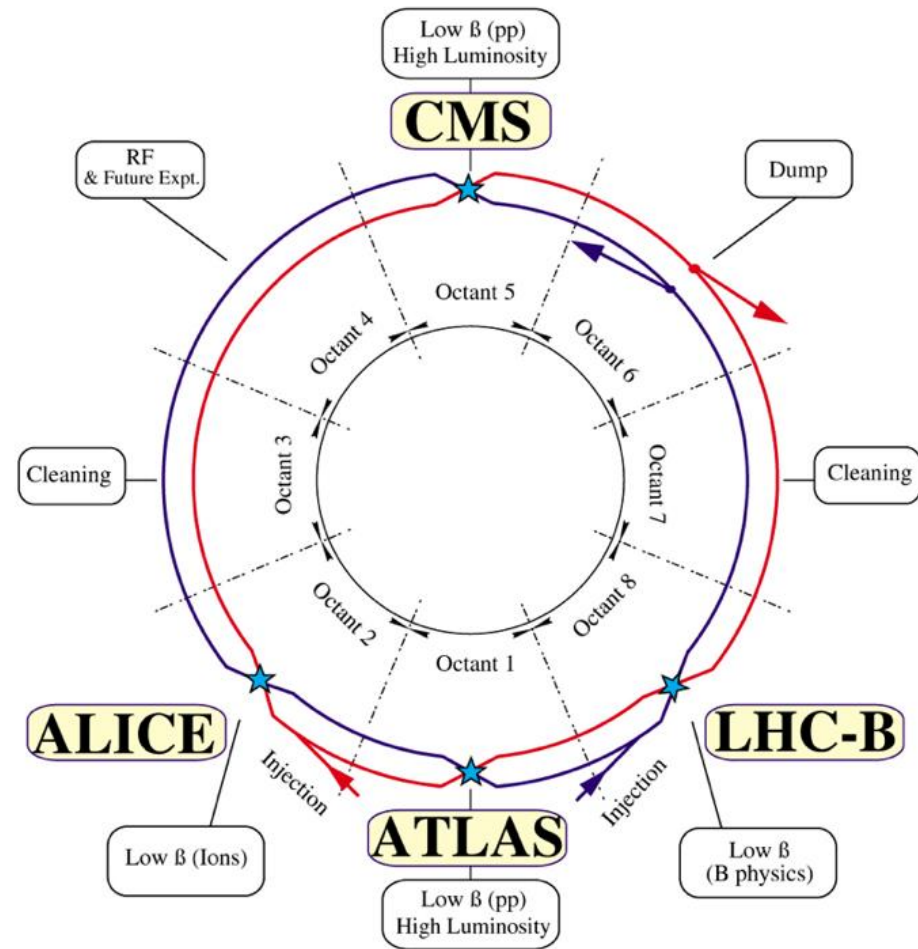 Low ß (pp)
High Luminosity
CMS
RF
& Future Expt.
Dump
Octant 5
Octant 4
Octant 6
Cleaning
Octant 3
Octant 7
Cleaning
Octant 2
Octant 8
Octant 1
ALICE
LHC-B
Injection
Injection
ATLAS
Low ß (Ions)
Low ß
(B physics)
Low ß (pp)
High Luminosity